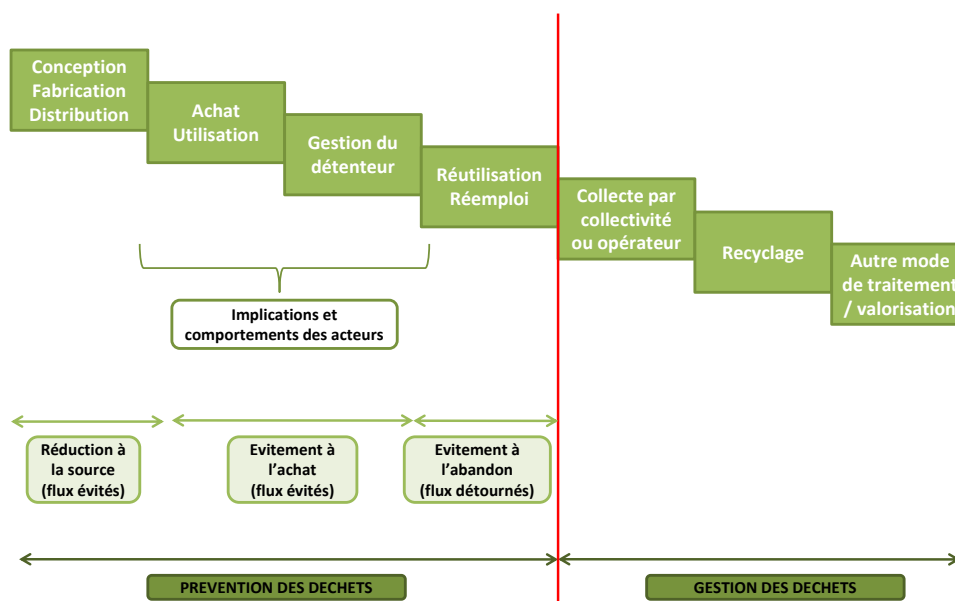 Conception
Fabrication
Distribution
Achat
Utilisation
Gestion du
détenteur
Réutilisation
Réemploi
Collecte par
collectivité
ou opérateur
Recyclage
Autre mode
de traitement
/ valorisation
Implications et
comportements des acteurs
Réduction à
la source
(flux évités)
Evitement à
l'achat
(flux évités)
Evitement à
l'abandon
(flux détournés)
PREVENTION DES DECHETS
GESTION DES DECHETS